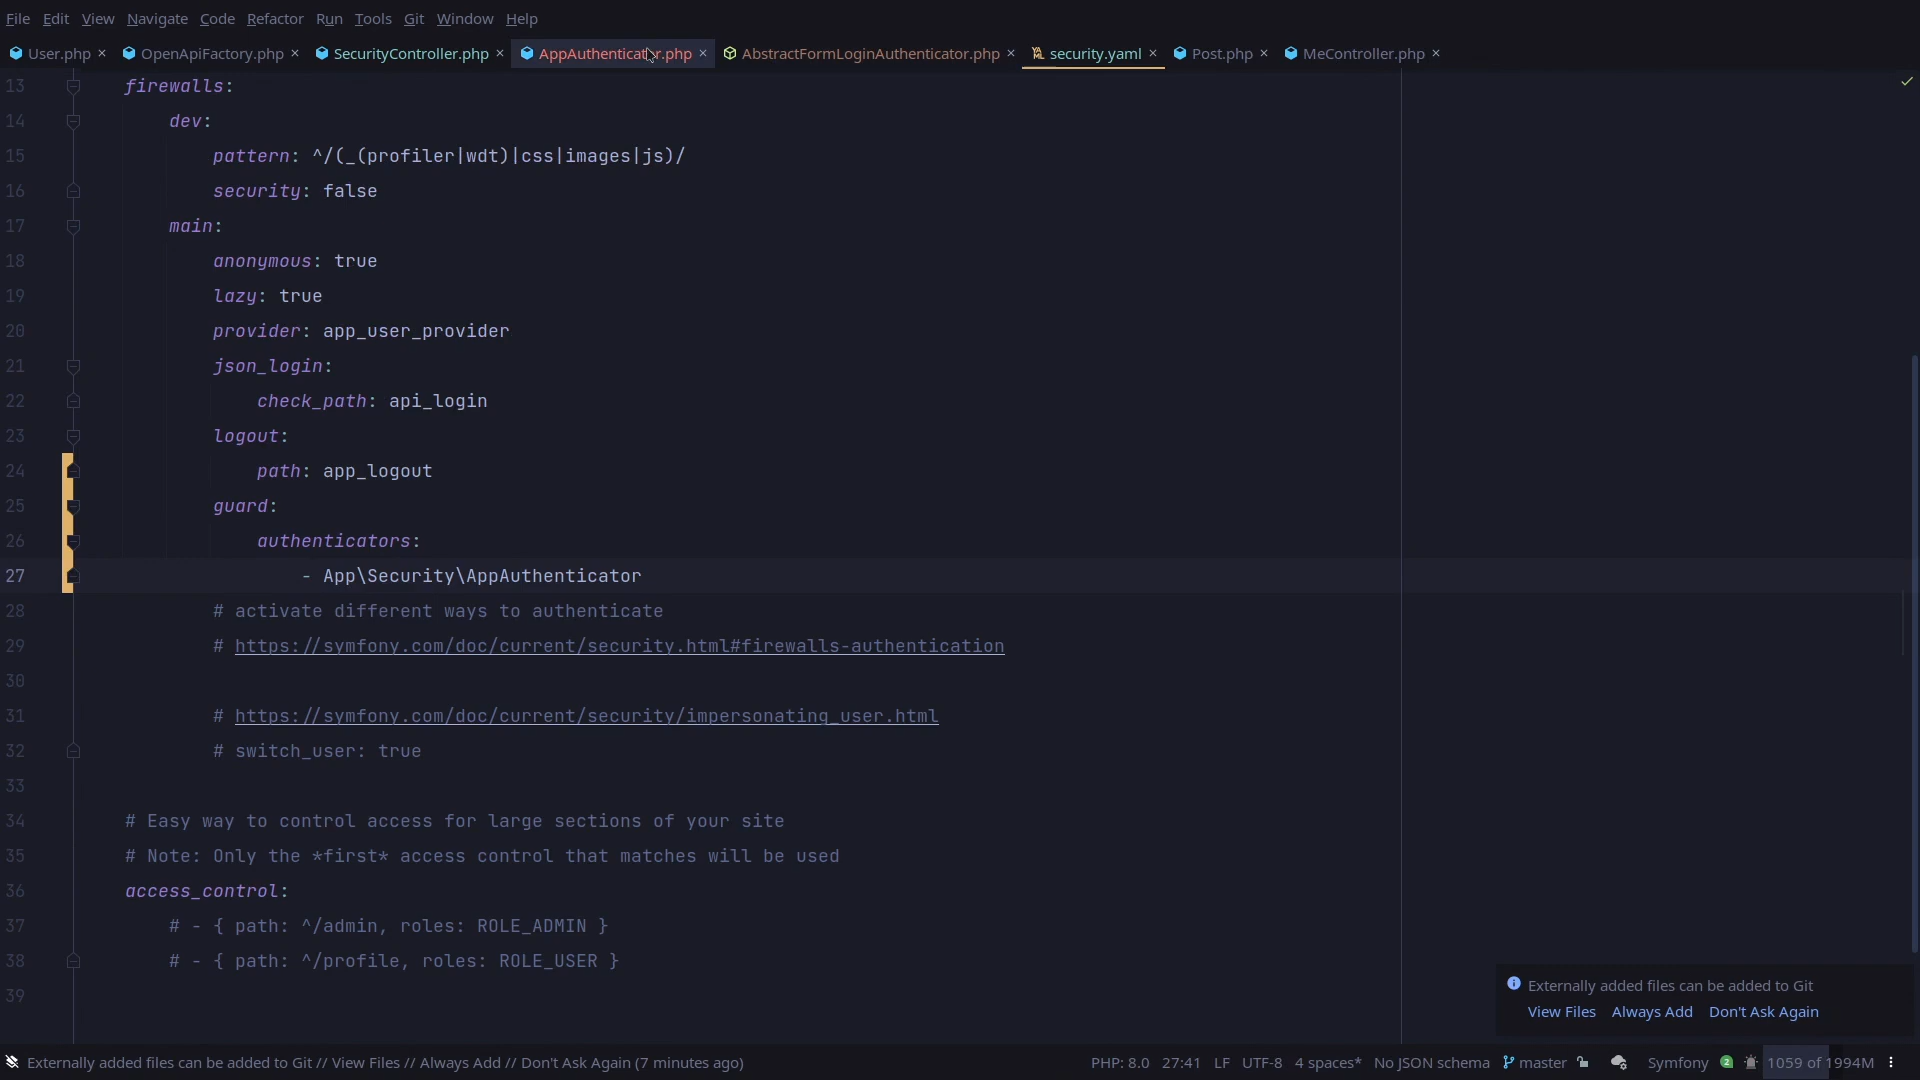 File Edit View Navigate Code Refactor Run Tools Git Window Help
User.php OpenApiFactory.php SecurityController.php AppAuthenticator.php AbstractFormLoginAuthenticator.php security.yaml Post.php MeController.php
13 firewalls:
14 dev:
15 pattern: ^/(_(profiler|wdt)|css|images|js)/
16 security: false
17 main:
18 anonymous: true
19 lazy: true
20 provider: app_user_provider
21 json_login:
22 check_path: api_login
23 logout:
24 path: app_logout
25 guard:
26 authenticators:
27 - App\Security\AppAuthenticator
28 # activate different ways to authenticate
29 # https://symfony.com/doc/current/security.html#firewalls-authentication
30
31 # https://symfony.com/doc/current/security/impersonating_user.html
32 # switch_user: true
33
34 # Easy way to control access for large sections of your site
35 # Note: Only the *first* access control that matches will be used
36 access_control:
37 # - { path: ^/admin, roles: ROLE_ADMIN }
38 # - { path: ^/profile, roles: ROLE_USER }
39
Externally added files can be added to Git
View Files Always Add Don't Ask Again
Externally added files can be added to Git // View Files // Always Add // Don't Ask Again (7 minutes ago) PHP: 8.0 27:41 LF UTF-8 4 spaces* No JSON schema master Symfony 2 1059 of 1994M